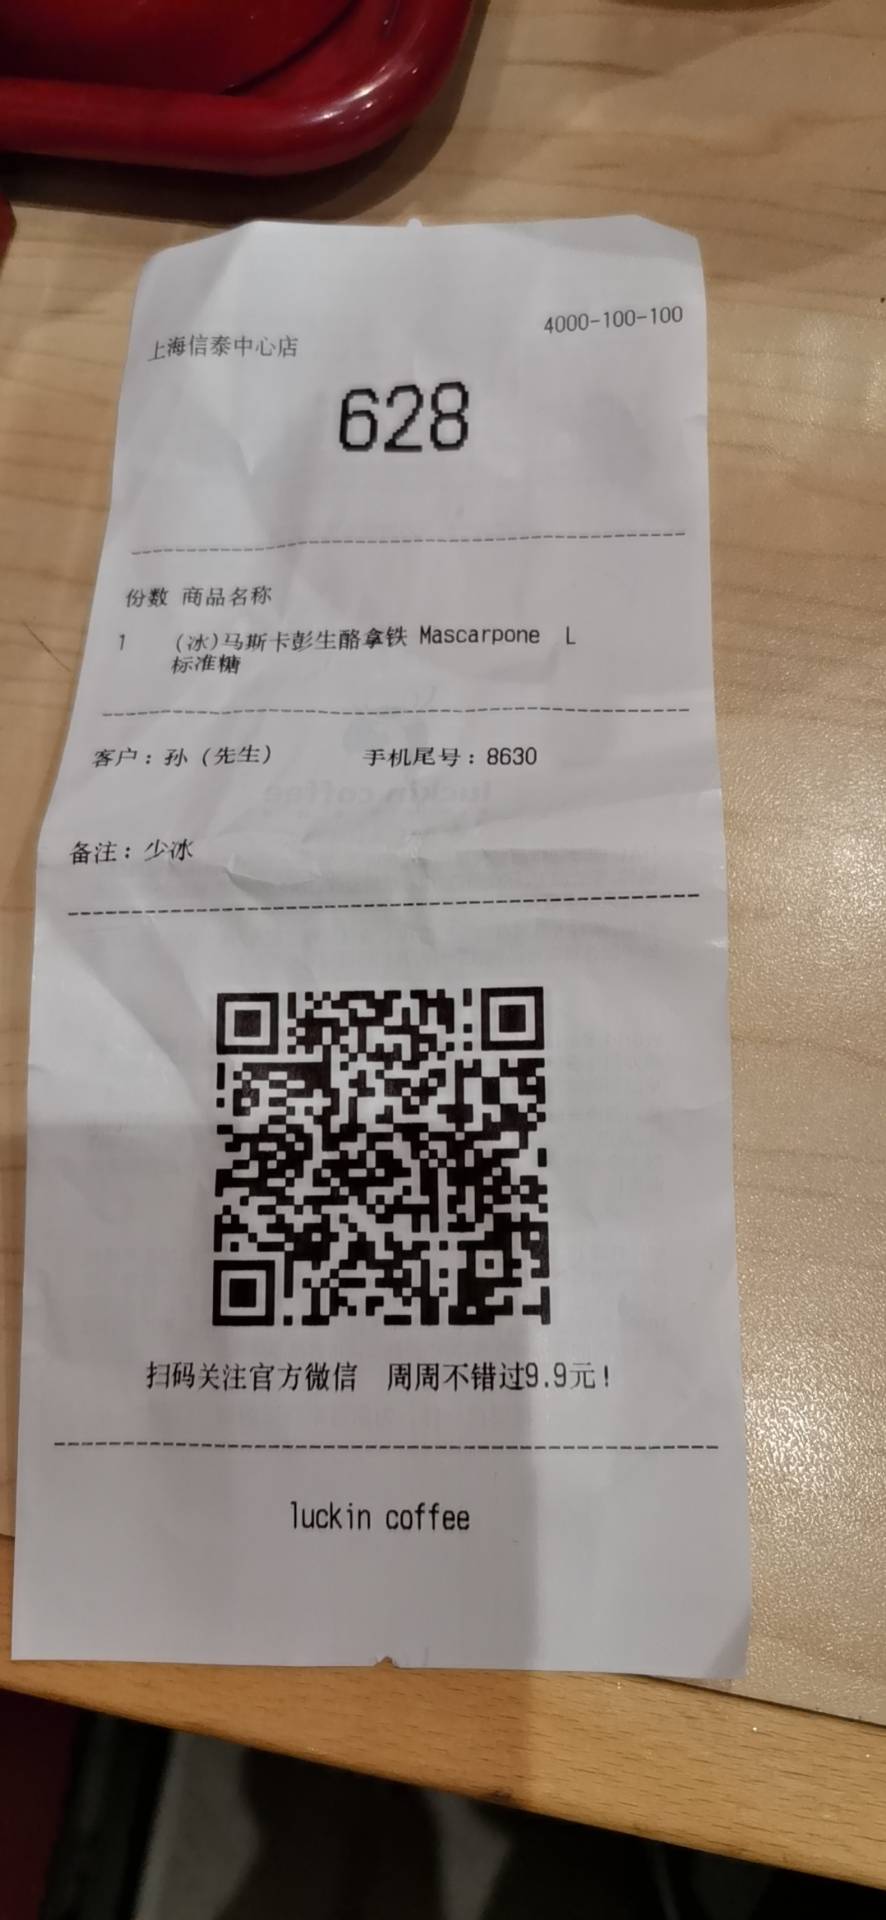 上海信泰中心店 4000-100-100
628
份数 商品名称
1 (冰)马斯卡彭生酪拿铁 Mascarpone L
标准糖
客户：孙（先生） 手机尾号：8630
备注：少冰
扫码关注官方微信 周周不错过9.9元！
luckin coffee